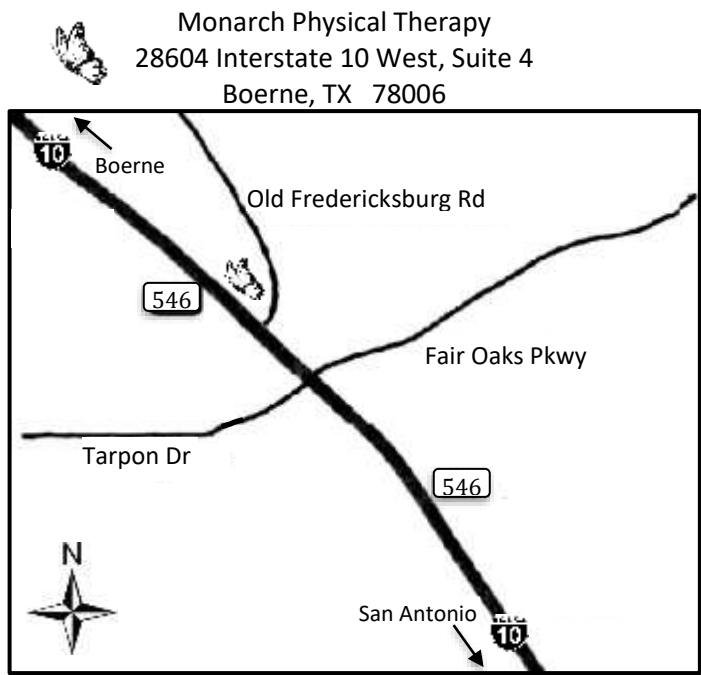 Monarch Physical Therapy
28604 Interstate 10 West, Suite 4
Boerne, TX 78006
10
Boerne
Old Fredericksburg Rd
546
Fair Oaks Pkwy
Tarpon Dr
546
N
San Antonio
10